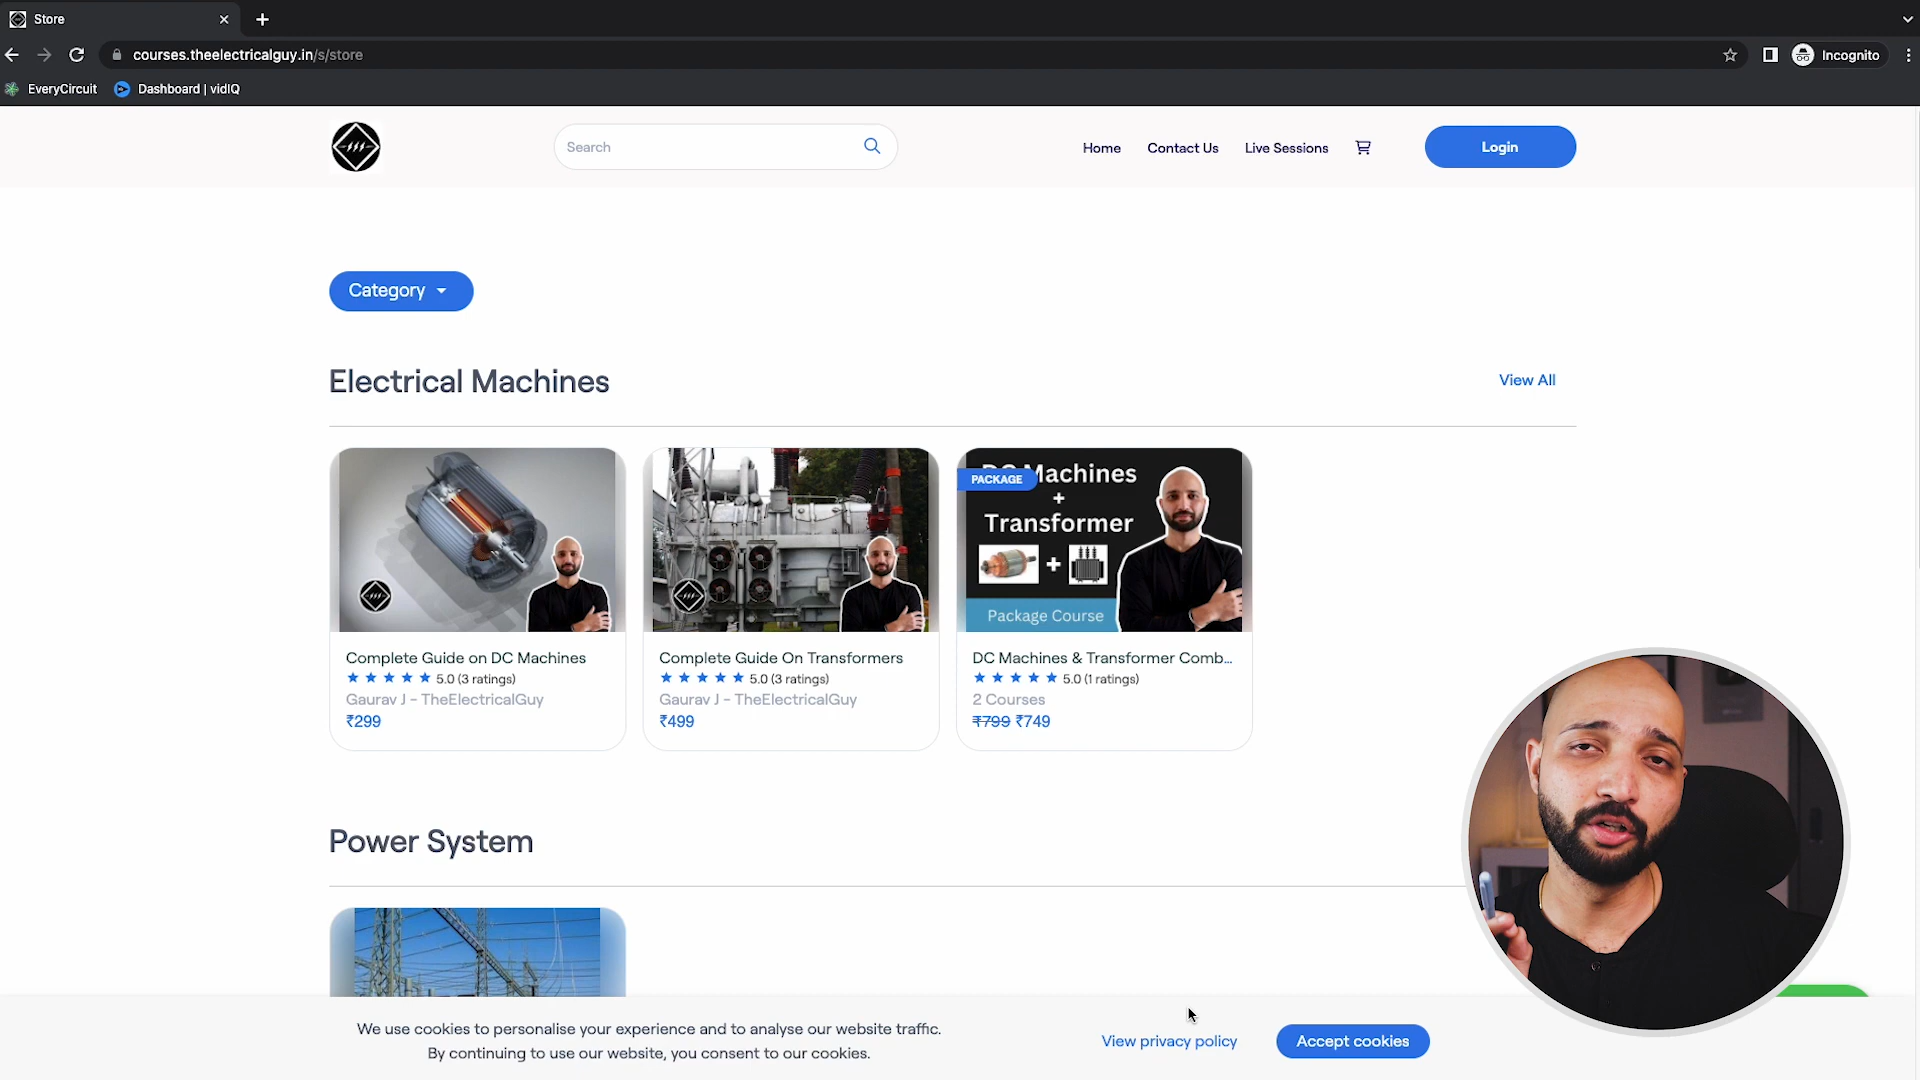 Store
courses.theelectricalguy.in/s/store
Incognito
EveryCircuit
Dashboard | vidIQ
Search
Home
Contact Us
Live Sessions
Login
Category
Electrical Machines
View All
PACKAGE
DC Machines
+
Transformer
+
Package Course
Complete Guide on DC Machines
5.0 (3 ratings)
Gaurav J - TheElectricalGuy
₹299
Complete Guide On Transformers
5.0 (3 ratings)
Gaurav J - TheElectricalGuy
₹499
DC Machines & Transformer Comb...
5.0 (1 ratings)
2 Courses
₹799 ₹749
Power System
We use cookies to personalise your experience and to analyse our website traffic.
By continuing to use our website, you consent to our cookies.
View privacy policy
Accept cookies